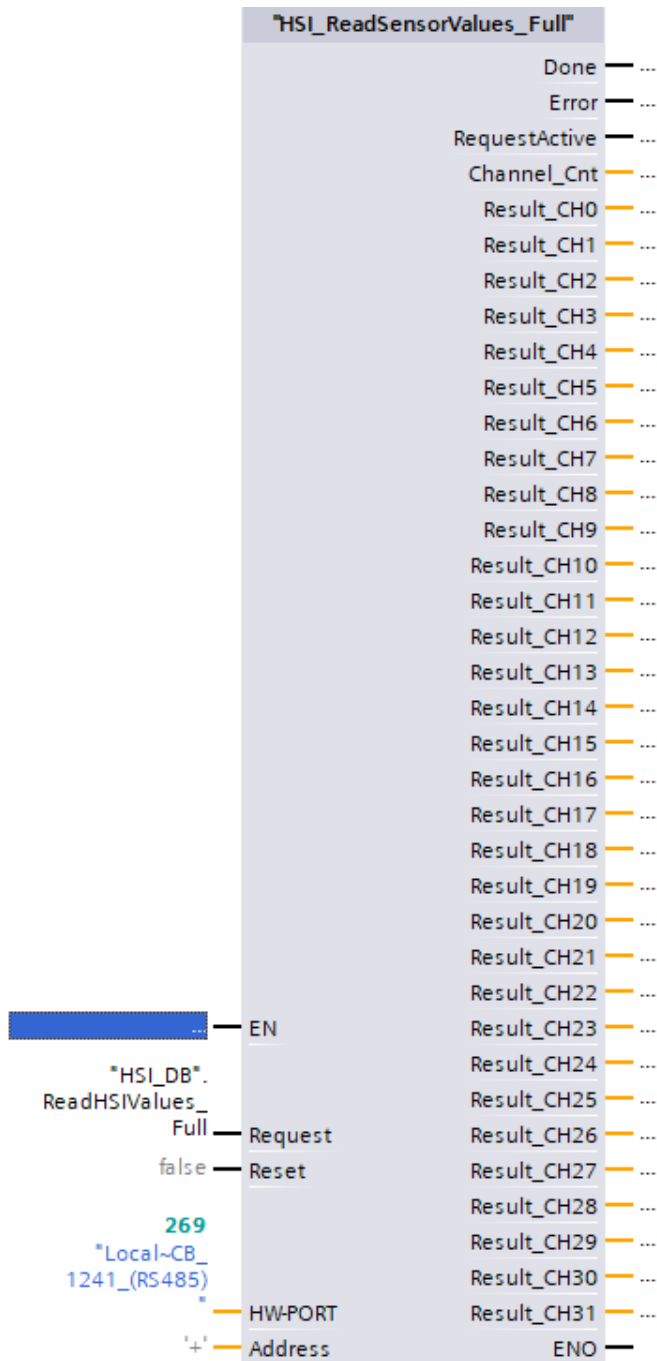 "HSI_ReadSensorValues_Full"
Done ...
Error ...
RequestActive ...
Channel_Cnt ...
Result_CH0 ...
Result_CH1 ...
Result_CH2 ...
Result_CH3 ...
Result_CH4 ...
Result_CH5 ...
Result_CH6 ...
Result_CH7 ...
Result_CH8 ...
Result_CH9 ...
Result_CH10 ...
Result_CH11 ...
Result_CH12 ...
Result_CH13 ...
Result_CH14 ...
Result_CH15 ...
Result_CH16 ...
Result_CH17 ...
Result_CH18 ...
Result_CH19 ...
Result_CH20 ...
Result_CH21 ...
Result_CH22 ...
... EN Result_CH23 ...
Result_CH24 ...
"HSI_DB".
ReadHSIValues_
Result_CH25 ...
Full Request Result_CH26 ...
false Reset Result_CH27 ...
Result_CH28 ...
269
"Local~CB_
Result_CH29 ...
1241_(RS485)
Result_CH30 ...
"
HW-PORT Result_CH31 ...
'+' Address ENO